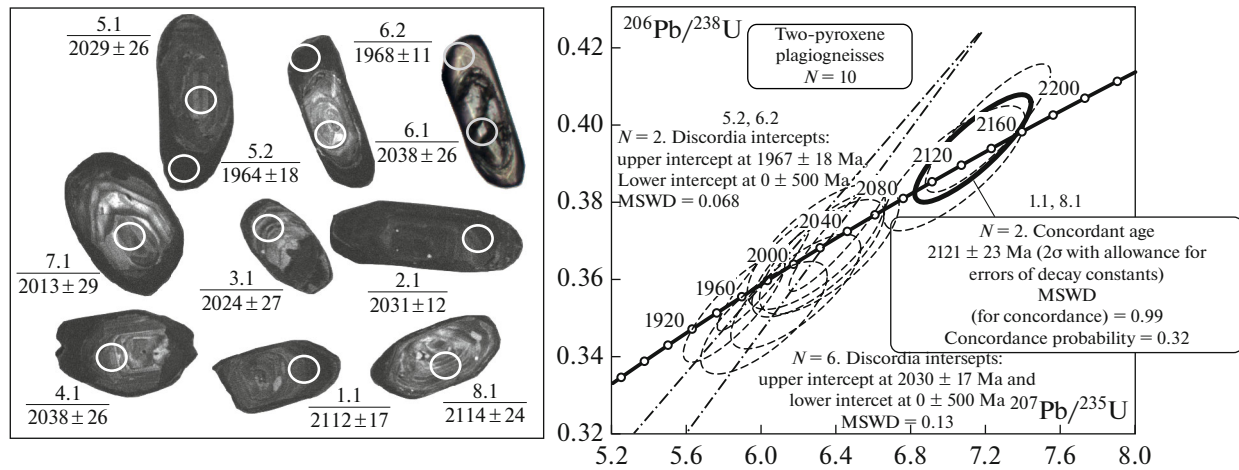 5.1
2029 ± 26
6.2
1968 ± 11
6.1
2038 ± 26
5.2
1964 ± 18
7.1
2013 ± 29
3.1
2024 ± 27
2.1
2031 ± 12
4.1
2038 ± 26
1.1
2112 ± 17
8.1
2114 ± 24
206Pb/238U
0.42
0.40
0.38
0.36
0.34
0.32
Two-pyroxene
plagiogneisses
N = 10
5.2, 6.2
N = 2. Discordia intercepts:
upper intercept at 1967 ± 18 Ma
Lower intercept at 0 ± 500 Ma
MSWD = 0.068
1920
1960
2000
2040
2080
2120
2160
2200
1.1, 8.1
N = 2. Concordant age
2121 ± 23 Ma (2σ with allowance for
errors of decay constants)
MSWD
(for concordance) = 0.99
Concordance probability = 0.32
N = 6. Discordia intersepts:
upper intercept at 2030 ± 17 Ma and
lower intercet at 0 ± 500 Ma
MSWD = 0.13
207Pb/235U
5.2 5.6 6.0 6.4 6.8 7.2 7.6 8.0